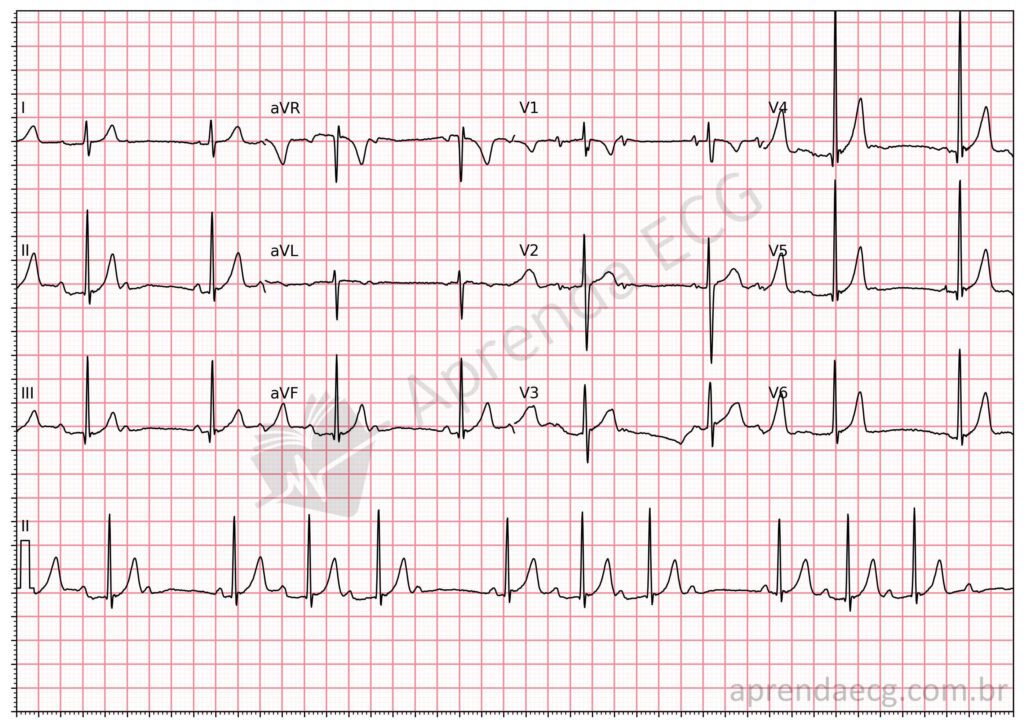 I aVR V1 V4
II aVL V2 V5
III aVF V3 V6
II
Aprenda ECG
aprendaecg.com.br